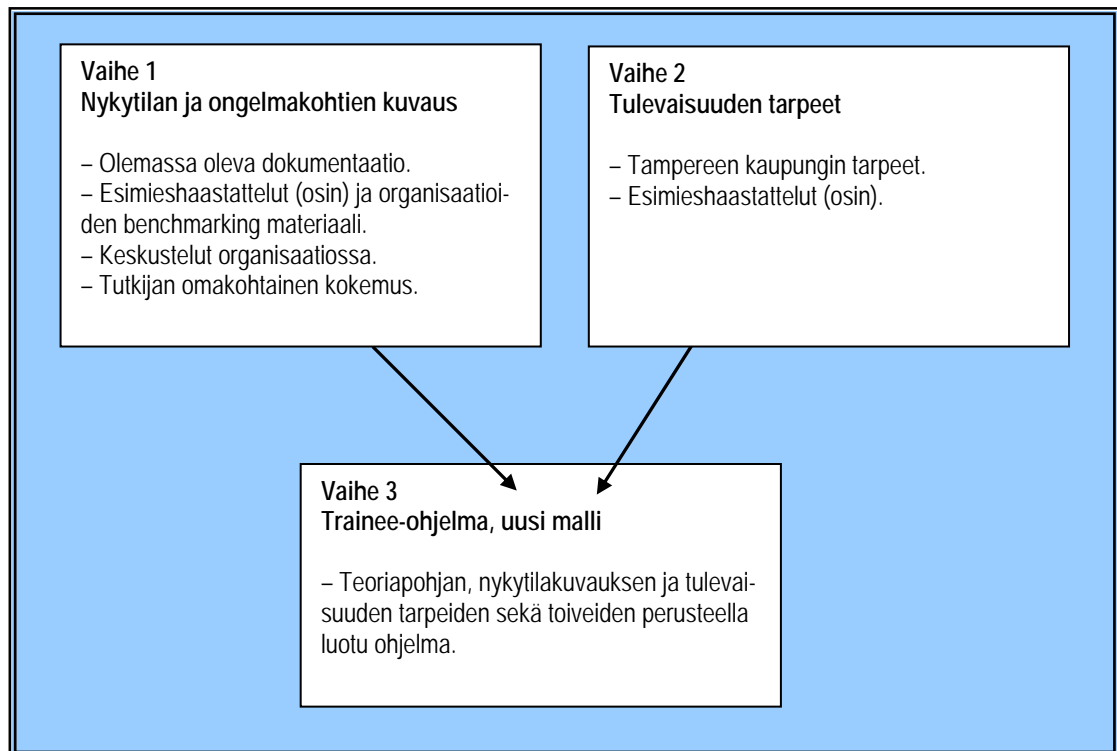 Vaihe 1
Nykytilan ja ongelmakohtien kuvaus
– Olemassa oleva dokumentaatio.
– Esimieshaastattelut (osin) ja organisaatioi-
den benchmarking materiaali.
– Keskustelut organisaatiossa.
– Tutkijan omakohtainen kokemus.
Vaihe 2
Tulevaisuuden tarpeet
– Tampereen kaupungin tarpeet.
– Esimieshaastattelut (osin).
Vaihe 3
Trainee-ohjelma, uusi malli
– Teoriapohjan, nykytilakuvauksen ja tulevai-
suuden tarpeiden sekä toiveiden perusteella
luotu ohjelma.